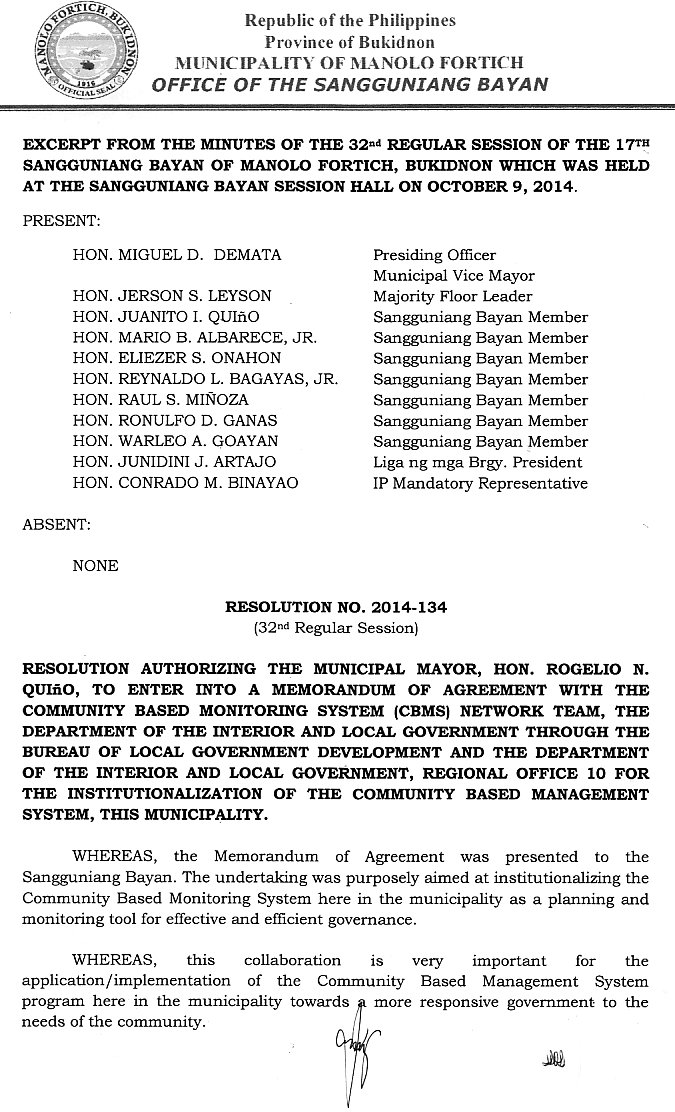 MANOLO FORTICH, BUKIDNON
1916
OFFICIAL SEAL
Republic of the Philippines
Province of Bukidnon
MUNICIPALITY OF MANOLO FORTICH
OFFICE OF THE SANGGUNIANG BAYAN
EXCERPT FROM THE MINUTES OF THE 32nd REGULAR SESSION OF THE 17TH
SANGGUNIANG BAYAN OF MANOLO FORTICH, BUKIDNON WHICH WAS HELD
AT THE SANGGUNIANG BAYAN SESSION HALL ON OCTOBER 9, 2014.
PRESENT:
HON. MIGUEL D. DEMATA Presiding Officer
Municipal Vice Mayor
HON. JERSON S. LEYSON Majority Floor Leader
HON. JUANITO I. QUIñO Sangguniang Bayan Member
HON. MARIO B. ALBARECE, JR. Sangguniang Bayan Member
HON. ELIEZER S. ONAHON Sangguniang Bayan Member
HON. REYNALDO L. BAGAYAS, JR. Sangguniang Bayan Member
HON. RAUL S. MIÑOZA Sangguniang Bayan Member
HON. RONULFO D. GANAS Sangguniang Bayan Member
HON. WARLEO A. GOAYAN Sangguniang Bayan Member
HON. JUNIDINI J. ARTAJO Liga ng mga Brgy. President
HON. CONRADO M. BINAYAO IP Mandatory Representative
ABSENT:
NONE
RESOLUTION NO. 2014-134
(32nd Regular Session)
RESOLUTION AUTHORIZING THE MUNICIPAL MAYOR, HON. ROGELIO N.
QUIñO, TO ENTER INTO A MEMORANDUM OF AGREEMENT WITH THE
COMMUNITY BASED MONITORING SYSTEM (CBMS) NETWORK TEAM, THE
DEPARTMENT OF THE INTERIOR AND LOCAL GOVERNMENT THROUGH THE
BUREAU OF LOCAL GOVERNMENT DEVELOPMENT AND THE DEPARTMENT
OF THE INTERIOR AND LOCAL GOVERNMENT, REGIONAL OFFICE 10 FOR
THE INSTITUTIONALIZATION OF THE COMMUNITY BASED MANAGEMENT
SYSTEM, THIS MUNICIPALITY.
WHEREAS, the Memorandum of Agreement was presented to the
Sangguniang Bayan. The undertaking was purposely aimed at institutionalizing the
Community Based Monitoring System here in the municipality as a planning and
monitoring tool for effective and efficient governance.
WHEREAS, this collaboration is very important for the
application/implementation of the Community Based Management System
program here in the municipality towards a more responsive government to the
needs of the community.